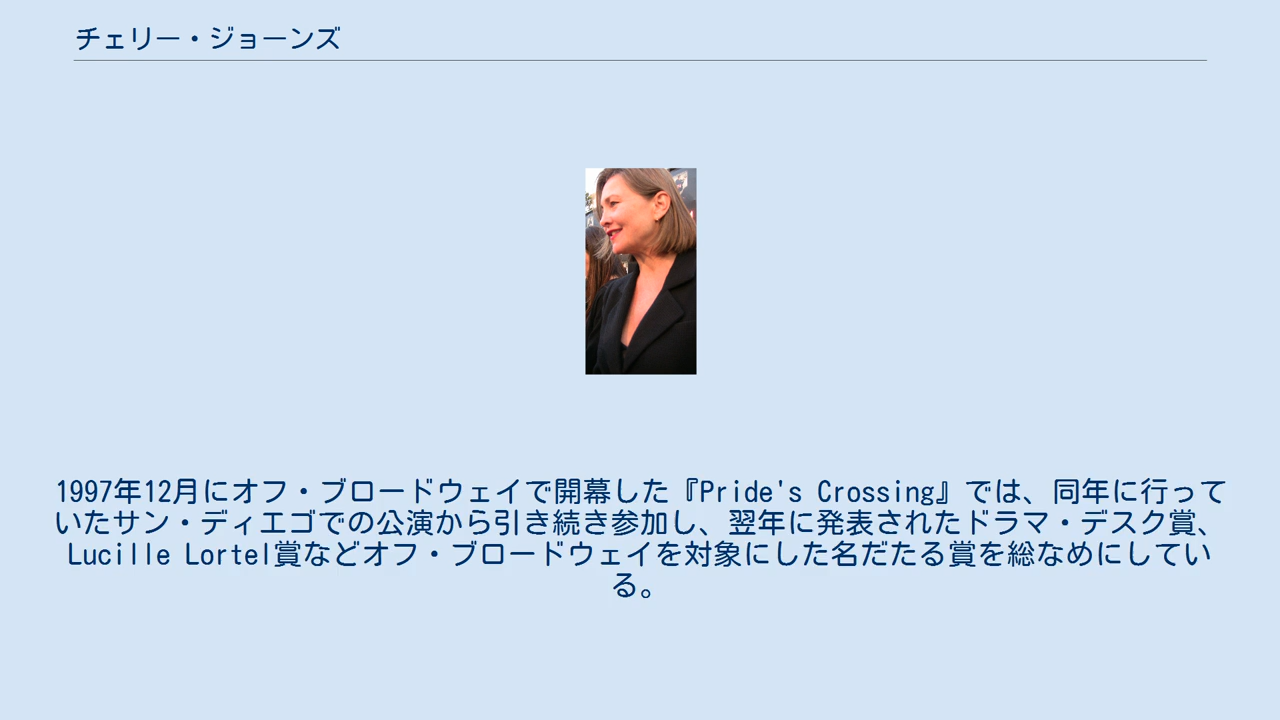 チェリー・ジョーンズ
1997年12月にオフ・ブロードウェイで開幕した『Pride's Crossing』では、同年に行って
いたサン・ディエゴでの公演から引き続き参加し、翌年に発表されたドラマ・デスク賞、
Lucille Lortel賞などオフ・ブロードウェイを対象にした名だたる賞を総なめにしてい
る。